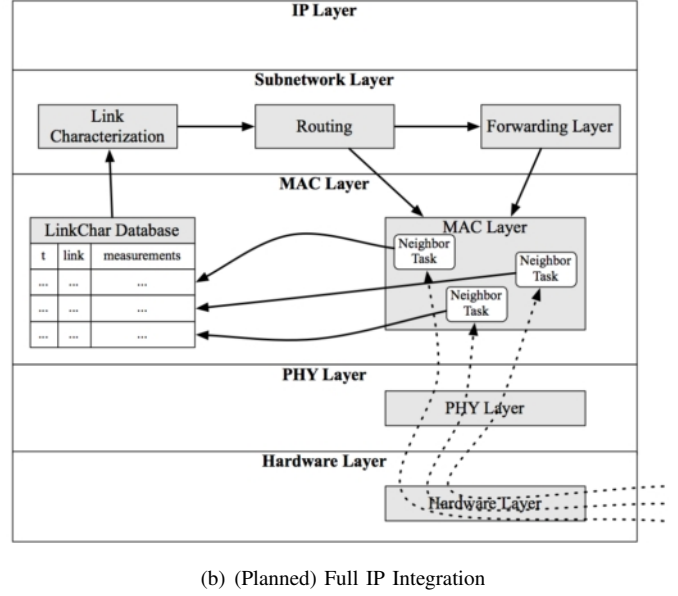 IP Layer
Subnetwork Layer
Link
Characterization
Routing
Forwarding Layer
MAC Layer
LinkChar Database
t link measurements
... ... ...
... ... ...
... ... ...
MAC Layer
Neighbor
Task
Neighbor
Task
Neighbor
Task
PHY Layer
PHY Layer
Hardware Layer
Hardware Layer
(b) (Planned) Full IP Integration